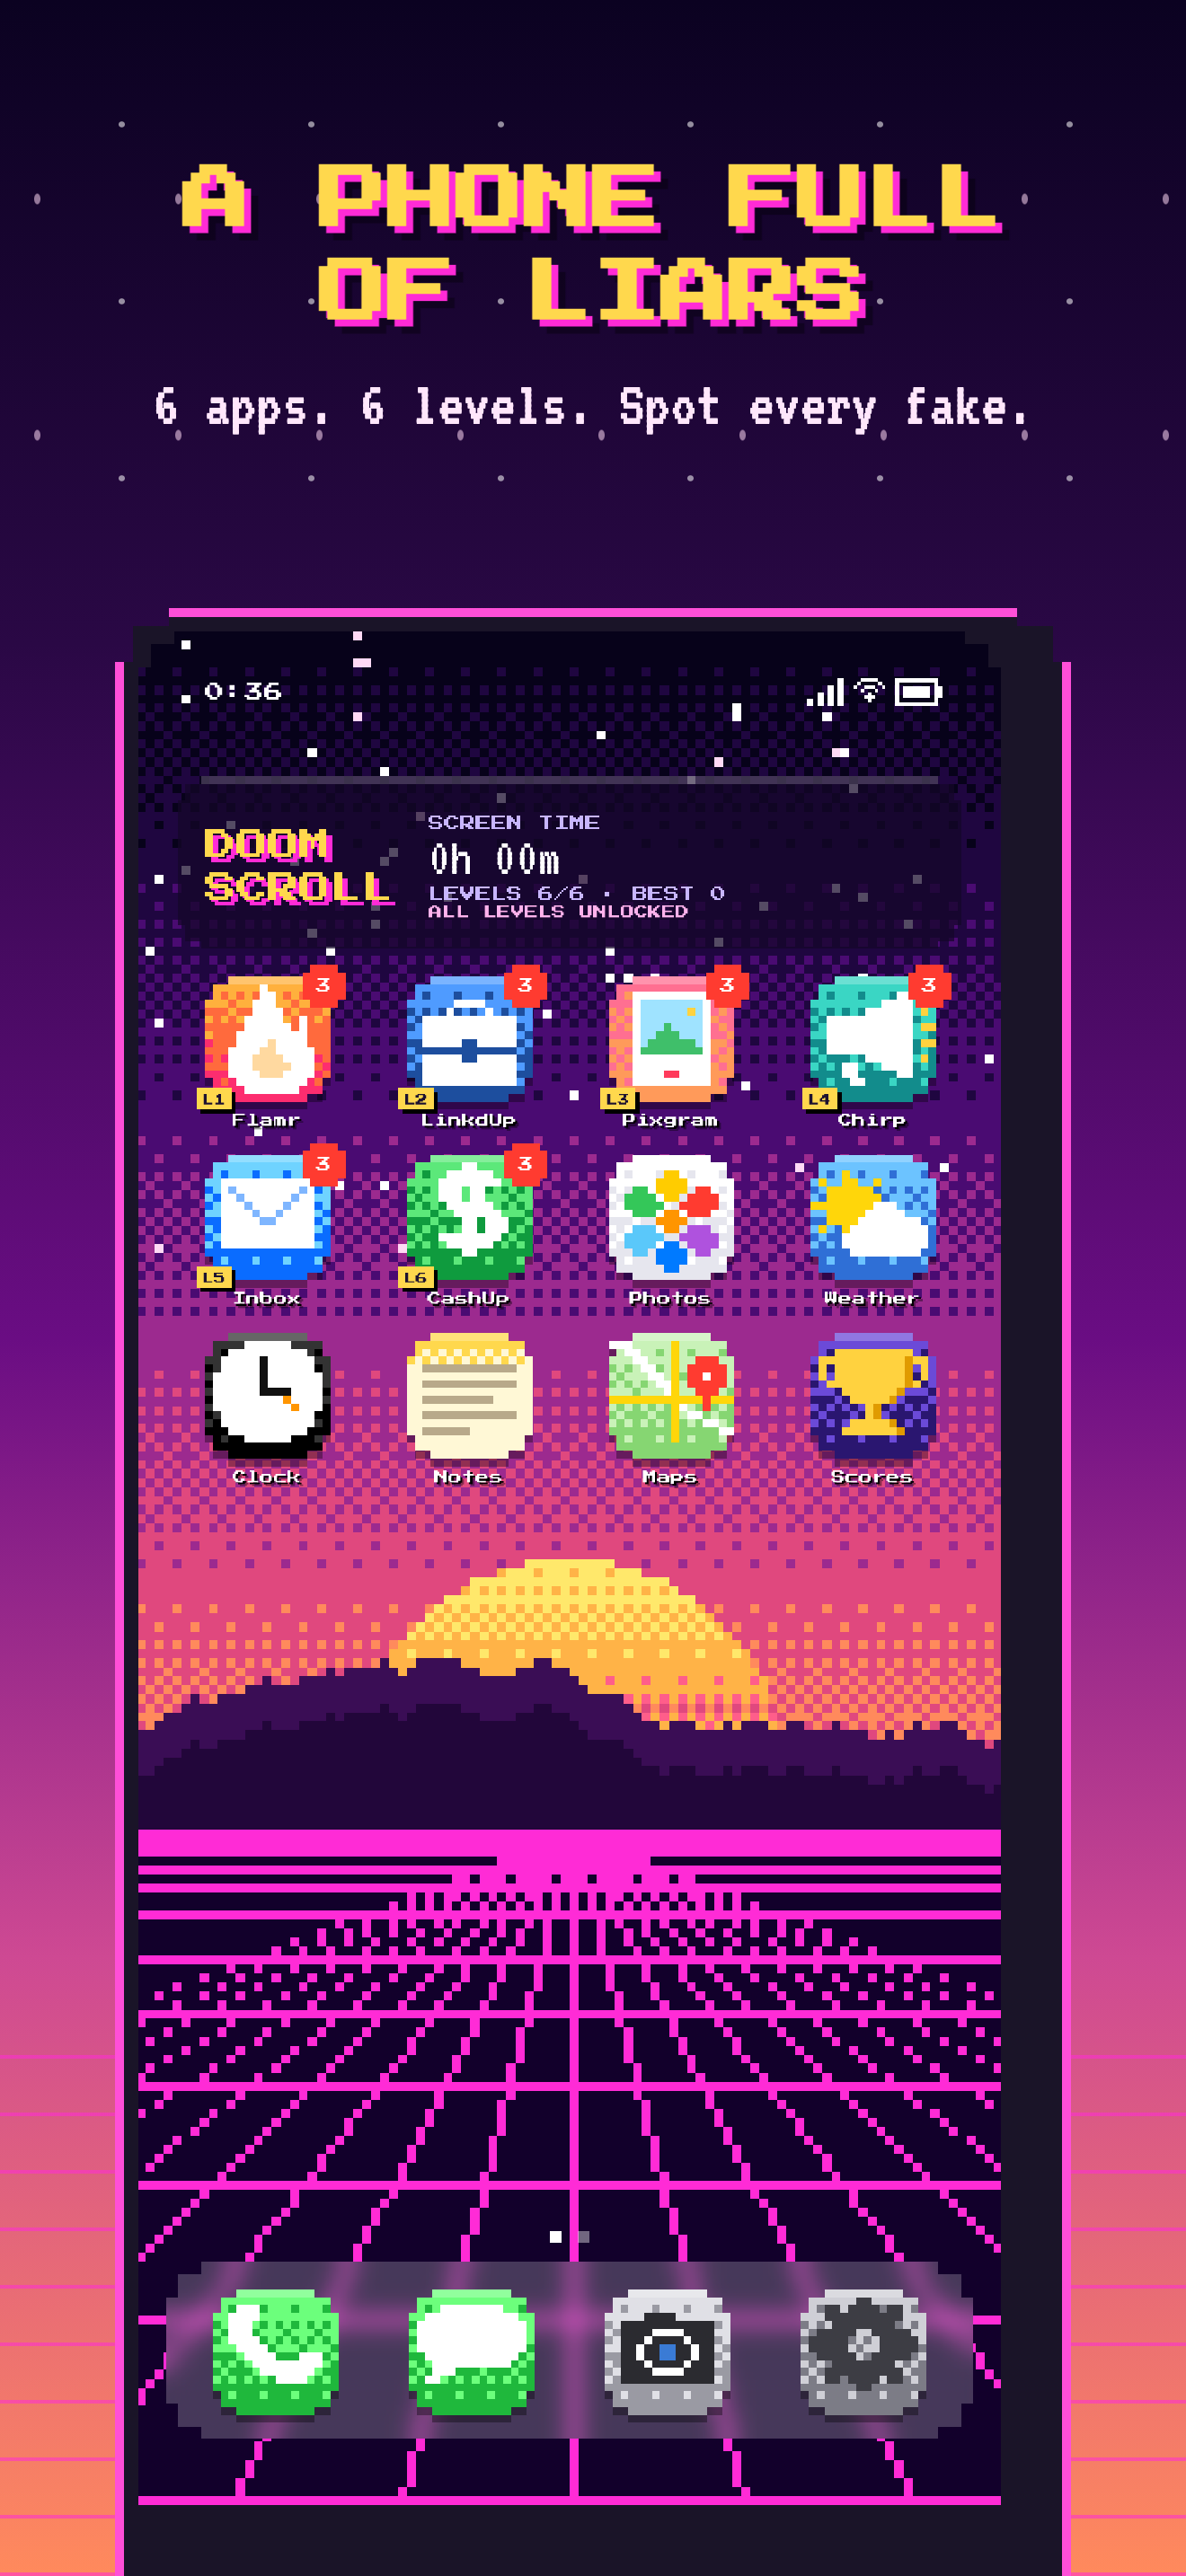 A PHONE FULL
OF LIARS
6 apps. 6 levels. Spot every fake.
0:36
DOOM
SCROLL
SCREEN TIME
0h 00m
LEVELS 6/6 · BEST 0
ALL LEVELS UNLOCKED
3 3 3 3
L1 L2 L3 L4
Flamr LinkdUp Pixgram Chirp
3 3
L5 L6
Inbox CashUp Photos Weather
Clock Notes Maps Scores